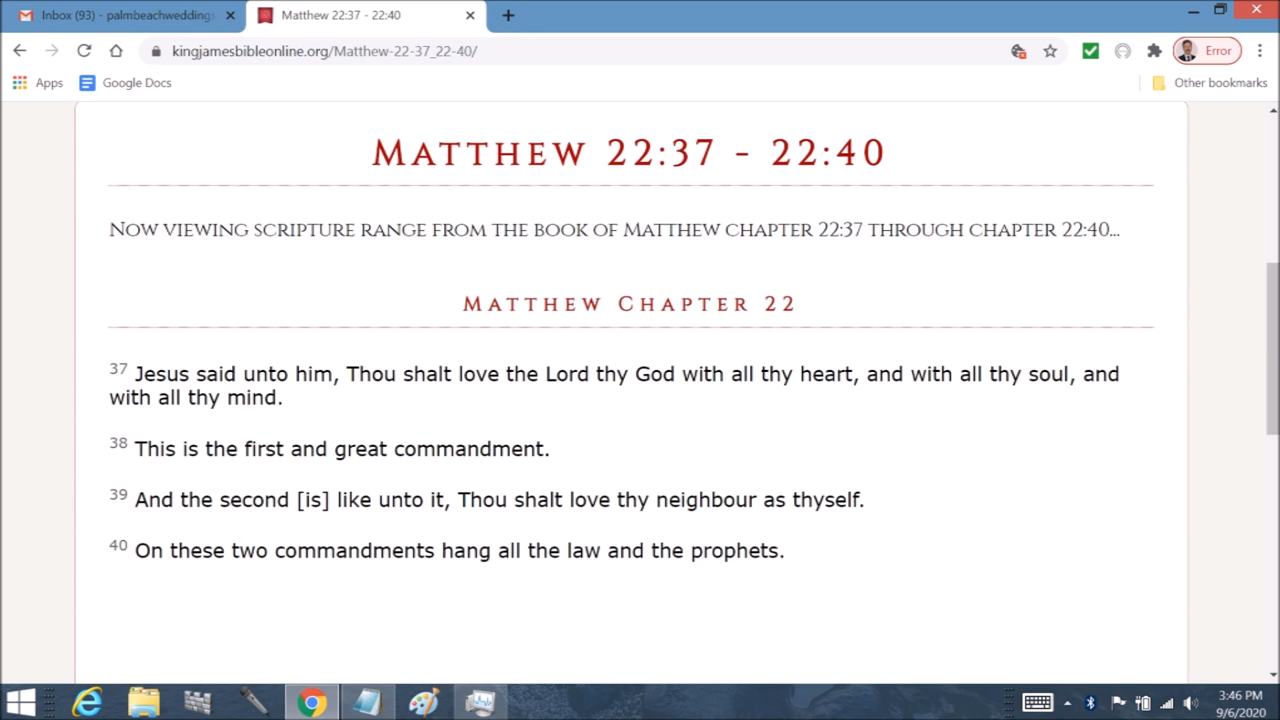 Inbox (93) - palmbeachwedding
Matthew 22:37 - 22:40
kingjamesbibleonline.org/Matthew-22-37_22-40/
Error
Apps
Google Docs
Other bookmarks
MATTHEW 22:37 - 22:40
NOW VIEWING SCRIPTURE RANGE FROM THE BOOK OF MATTHEW CHAPTER 22:37 THROUGH CHAPTER 22:40...
MATTHEW CHAPTER 22
37 Jesus said unto him, Thou shalt love the Lord thy God with all thy heart, and with all thy soul, and
with all thy mind.
38 This is the first and great commandment.
39 And the second [is] like unto it, Thou shalt love thy neighbour as thyself.
40 On these two commandments hang all the law and the prophets.
3:46 PM
9/6/2020